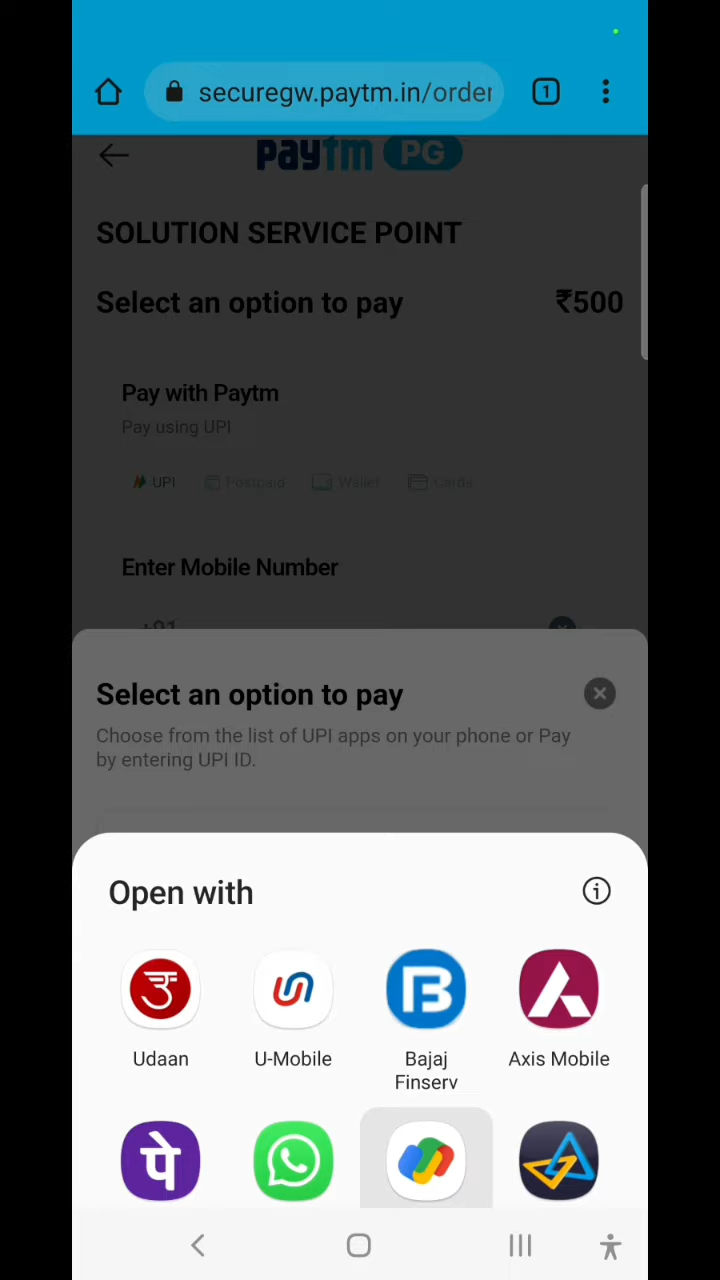 1
securegw.paytm.in/order
paytm PG
SOLUTION SERVICE POINT
Select an option to pay ₹500
Pay with Paytm
Pay using UPI
UPI Postpaid Wallet Cards
Enter Mobile Number
+91
Select an option to pay
Choose from the list of UPI apps on your phone or Pay
by entering UPI ID.
Open with
उ
Udaan U-Mobile Bajaj Finserv Axis Mobile
पे